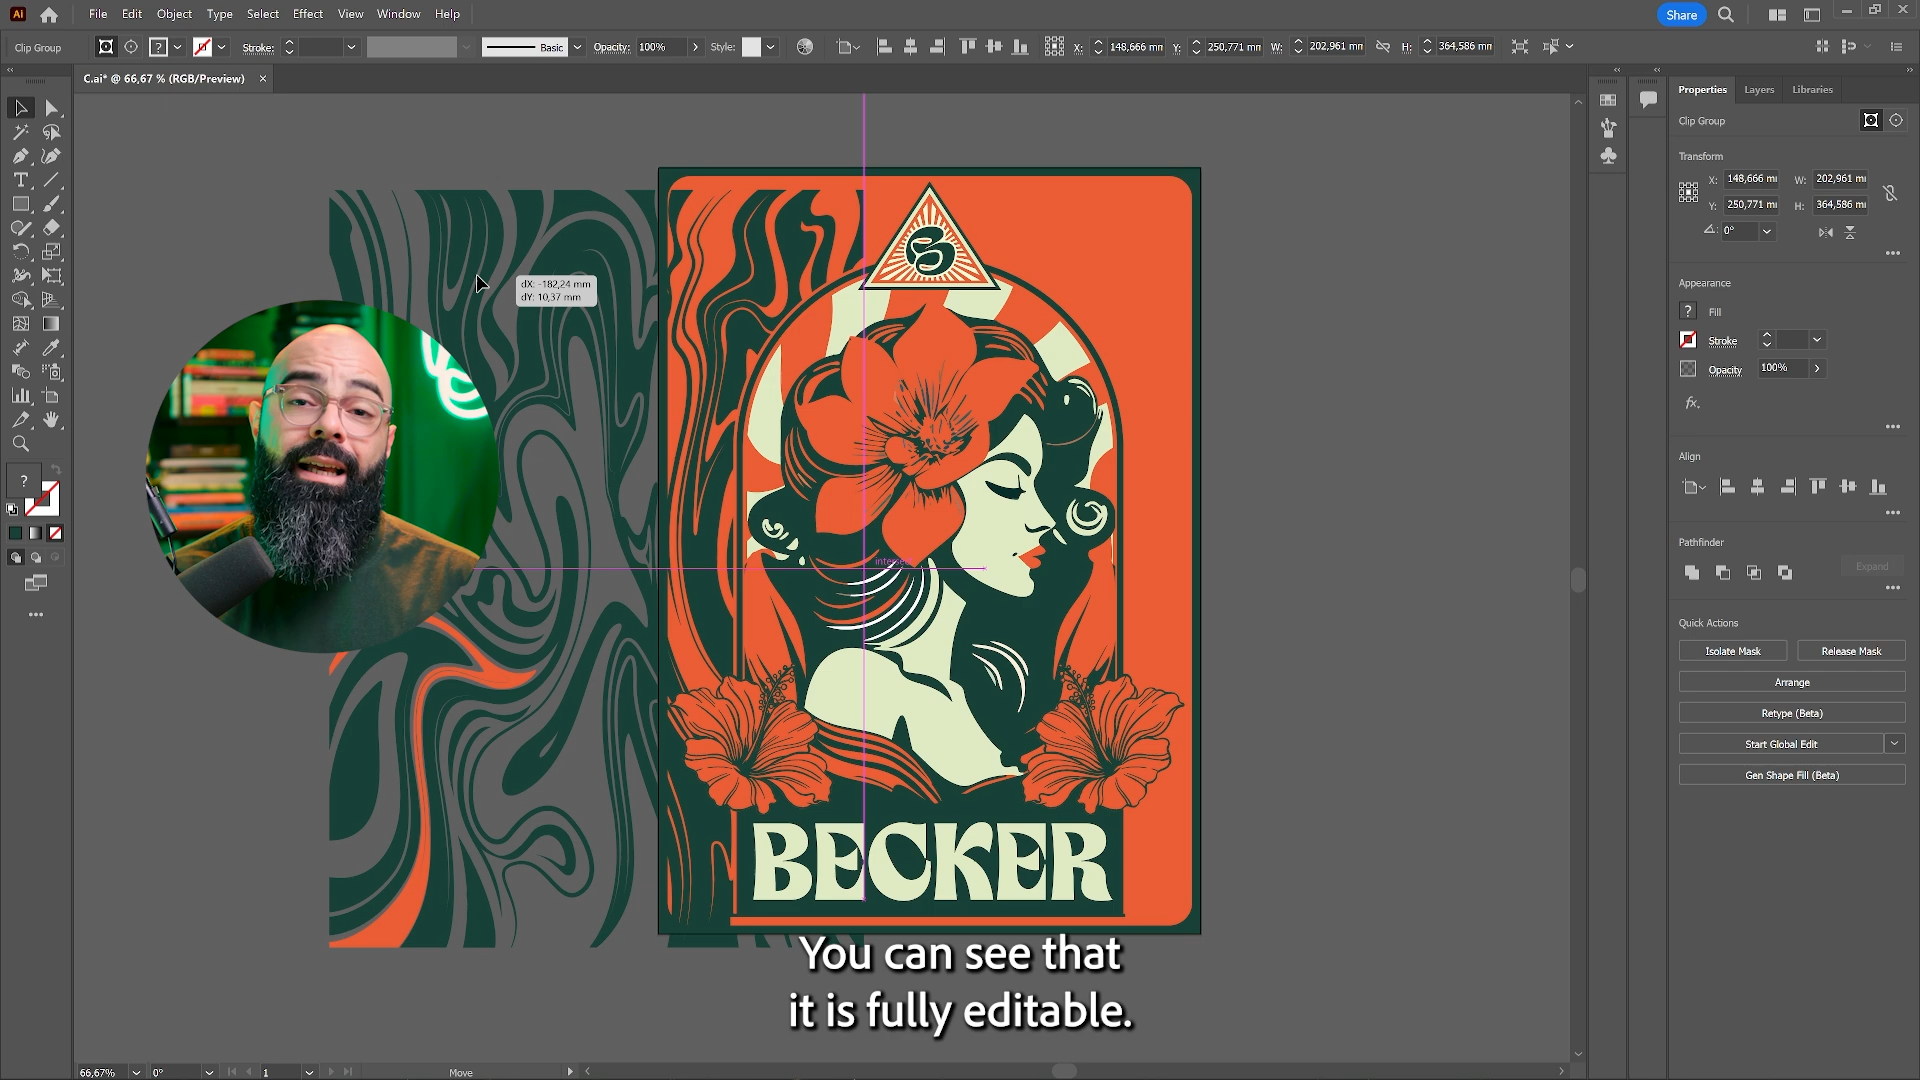 Ai
File Edit Object Type Select Effect View Window Help
Share
Clip Group
?
Stroke:
Basic
Opacity: 100%
Style:
X: 148,666 mm
Y: 250,771 mm
W: 202,961 mm
H: 364,586 mm
C.ai* @ 66,67 % (RGB/Preview)
Properties Layers Libraries
Clip Group
Transform
X: 148,666 mm W: 202,961 mm
Y: 250,771 mm H: 364,586 mm
0°
Appearance
? Fill
Stroke
Opacity 100%
fx.
Align
Pathfinder
Expand
Quick Actions
Isolate Mask Release Mask
Arrange
Retype (Beta)
Start Global Edit
Gen Shape Fill (Beta)
dX: -182,24 mm
dY: 10,37 mm
B
?
BECKER
You can see that
it is fully editable.
66,67% 0° 1 Move